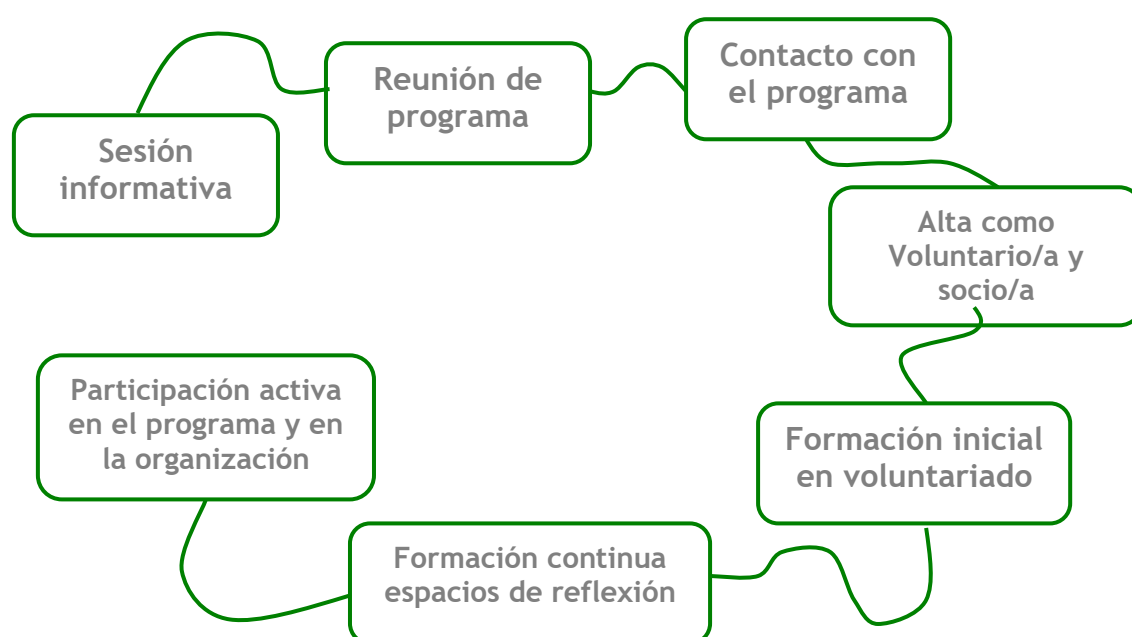 Sesión
informativa
Reunión de
programa
Contacto con
el programa
Alta como
Voluntario/a y
socio/a
Formación inicial
en voluntariado
Formación continua
espacios de reflexión
Participación activa
en el programa y en
la organización